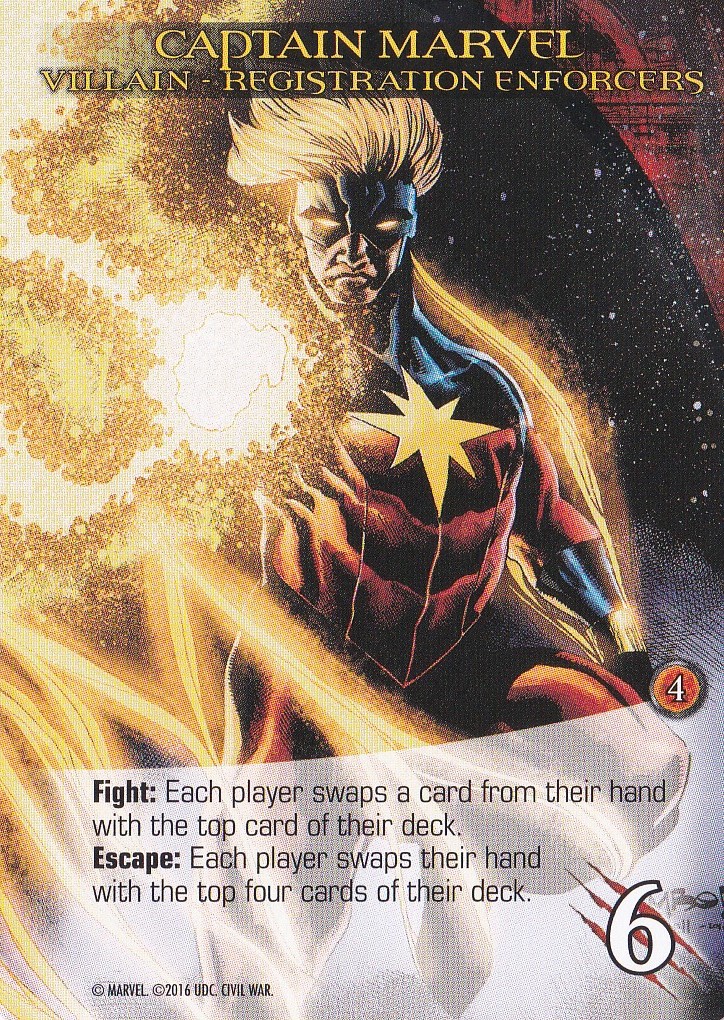 CAPTAIN MARVEL
VILLAIN - REGISTRATION ENFORCERS
4
Fight: Each player swaps a card from their hand
with the top card of their deck.
Escape: Each player swaps their hand
with the top four cards of their deck.
6
© MARVEL. ©2016 UDC. CIVIL WAR.